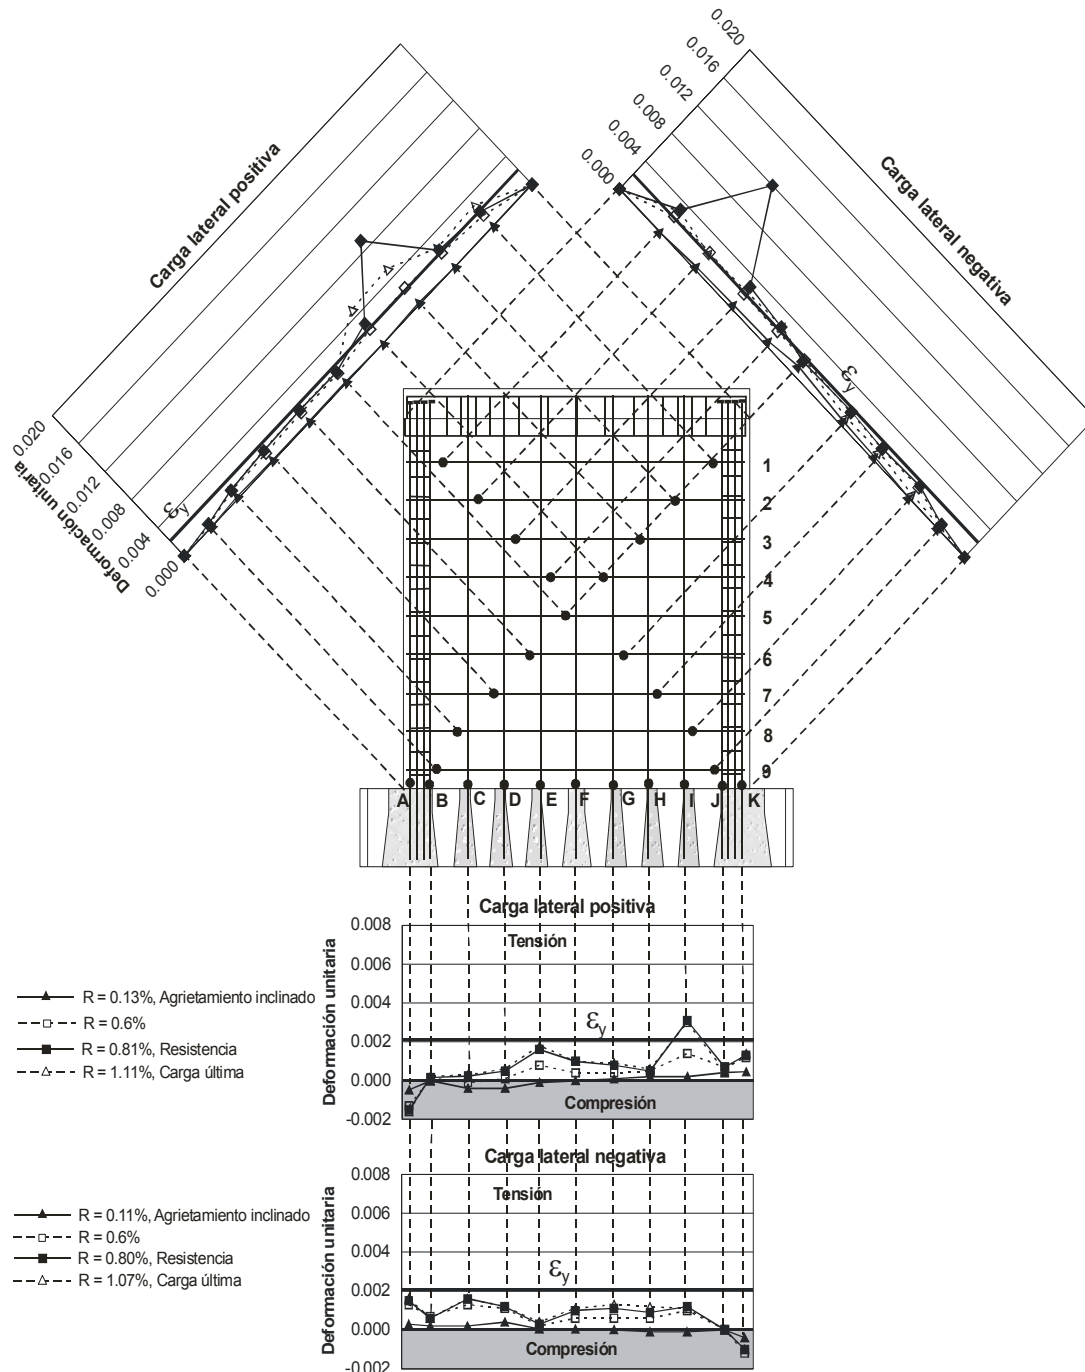 Carga lateral positiva
0.020
0.016
0.012
0.008
0.004
0.000
Deformación unitaria
εy
0.020
0.016
0.012
0.008
0.004
0.000
Carga lateral negativa
εy
1
2
3
4
5
6
7
8
9
A B C D E F G H I J K
Carga lateral positiva
0.008
0.006
0.004
0.002
0.000
-0.002
Deformación unitaria
Tensión
εy
Compresión
R = 0.13%, Agrietamiento inclinado
R = 0.6%
R = 0.81%, Resistencia
R = 1.11%, Carga última
Carga lateral negativa
0.008
0.006
0.004
0.002
0.000
-0.002
Deformación unitaria
Tensión
εy
Compresión
R = 0.11%, Agrietamiento inclinado
R = 0.6%
R = 0.80%, Resistencia
R = 1.07%, Carga última